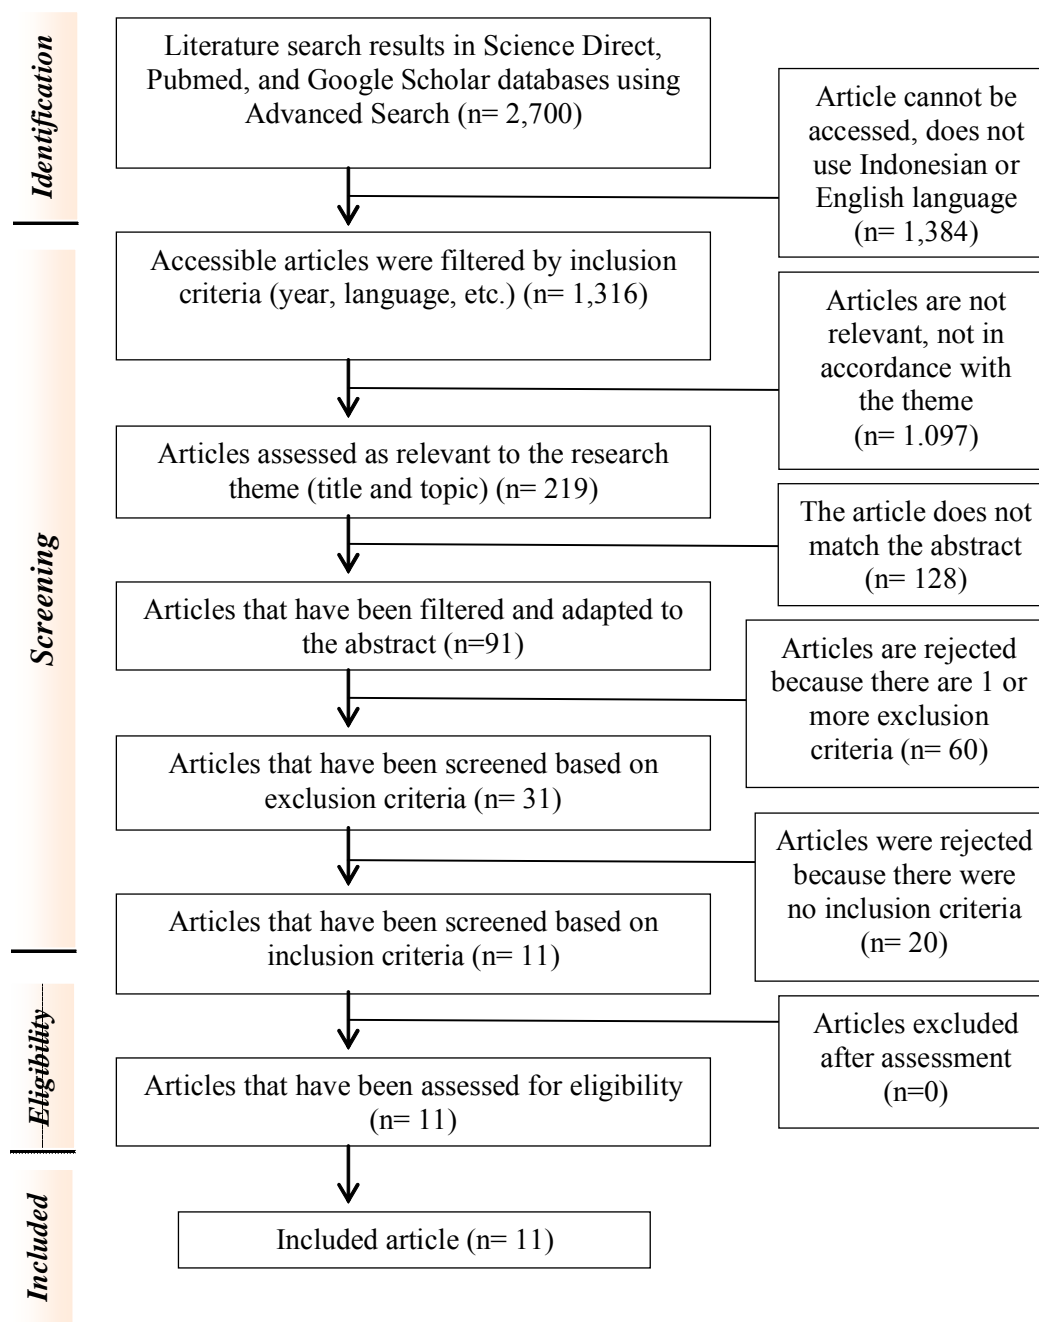 Identification
Literature search results in Science Direct,
Pubmed, and Google Scholar databases using
Advanced Search (n= 2,700)
Article cannot be
accessed, does not
use Indonesian or
English language
(n= 1,384)
Screening
Accessible articles were filtered by inclusion
criteria (year, language, etc.) (n= 1,316)
Articles are not
relevant, not in
accordance with
the theme
(n= 1.097)
Articles assessed as relevant to the research
theme (title and topic) (n= 219)
The article does not
match the abstract
(n= 128)
Articles that have been filtered and adapted to
the abstract (n=91)
Articles are rejected
because there are 1 or
more exclusion
criteria (n= 60)
Articles that have been screened based on
exclusion criteria (n= 31)
Articles were rejected
because there were
no inclusion criteria
(n= 20)
Articles that have been screened based on
inclusion criteria (n= 11)
Eligibility
Articles excluded
after assessment
(n=0)
Articles that have been assessed for eligibility
(n= 11)
Included
Included article (n= 11)